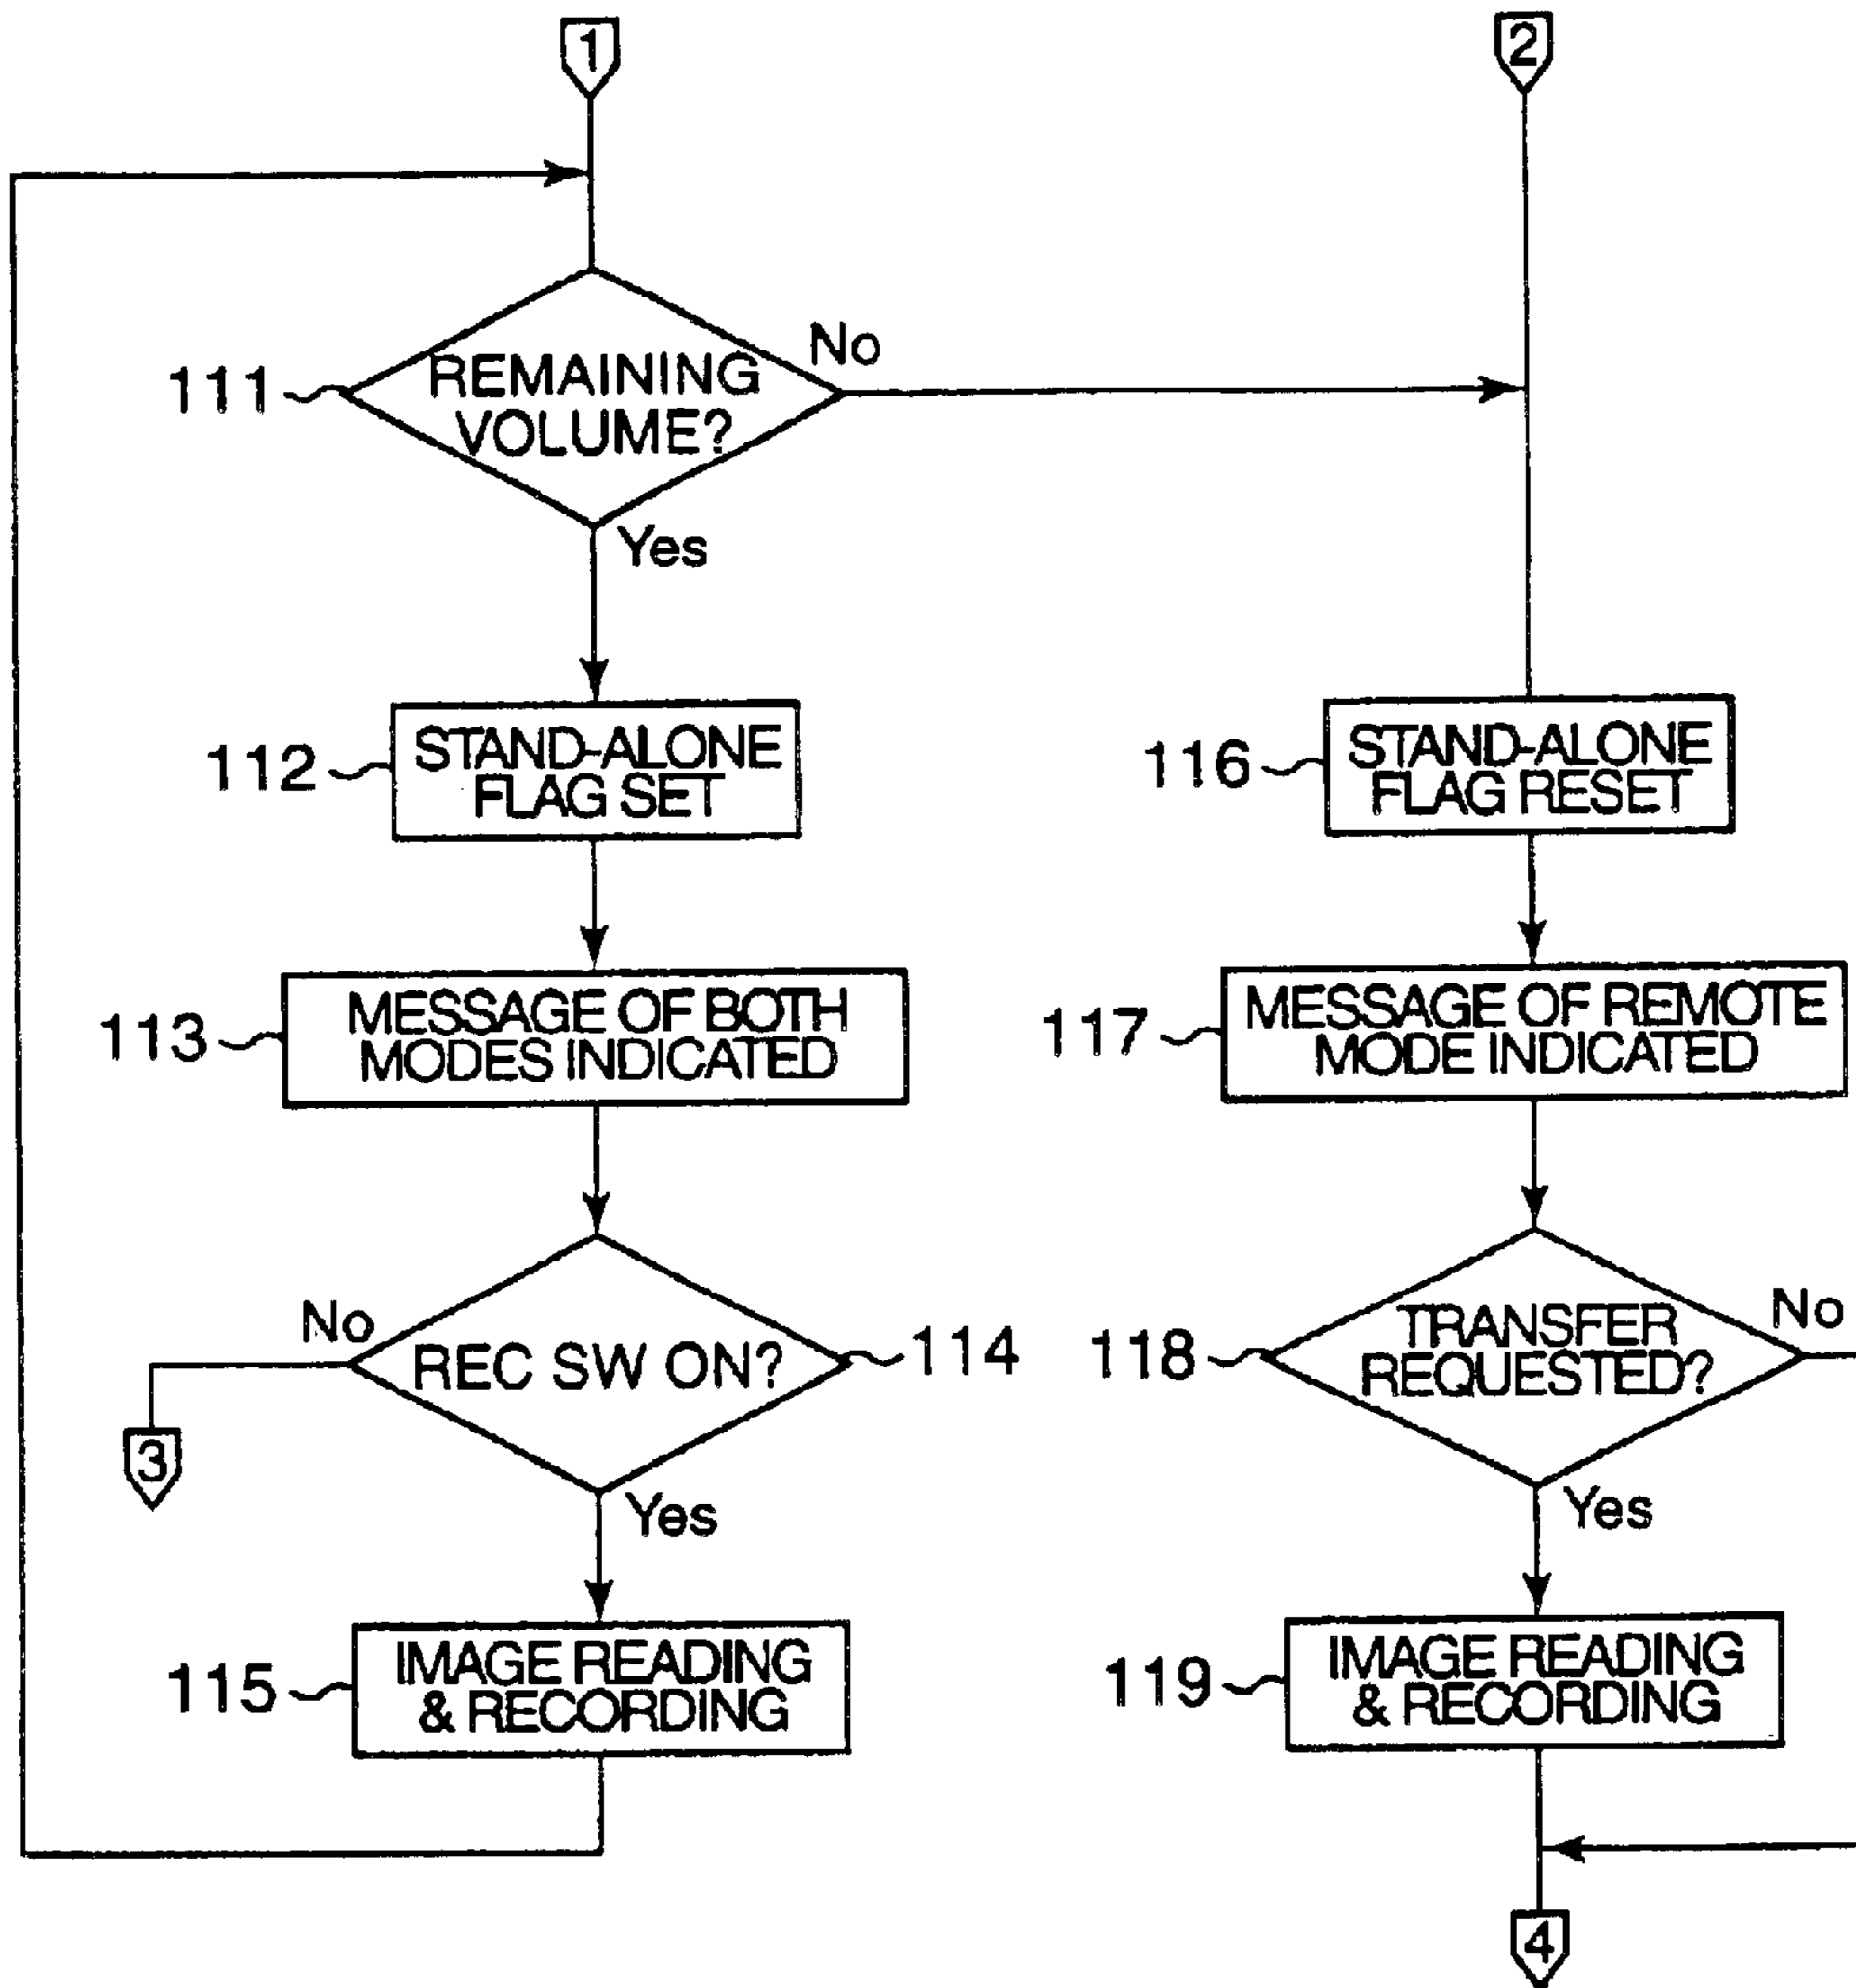 1
2
111
REMAINING
VOLUME?
No
Yes
112
STAND-ALONE
FLAG SET
116
STAND-ALONE
FLAG RESET
113
MESSAGE OF BOTH
MODES INDICATED
117
MESSAGE OF REMOTE
MODE INDICATED
No
REC SW ON?
114
3
Yes
118
TRANSFER
REQUESTED?
No
Yes
115
IMAGE READING
& RECORDING
119
IMAGE READING
& RECORDING
4